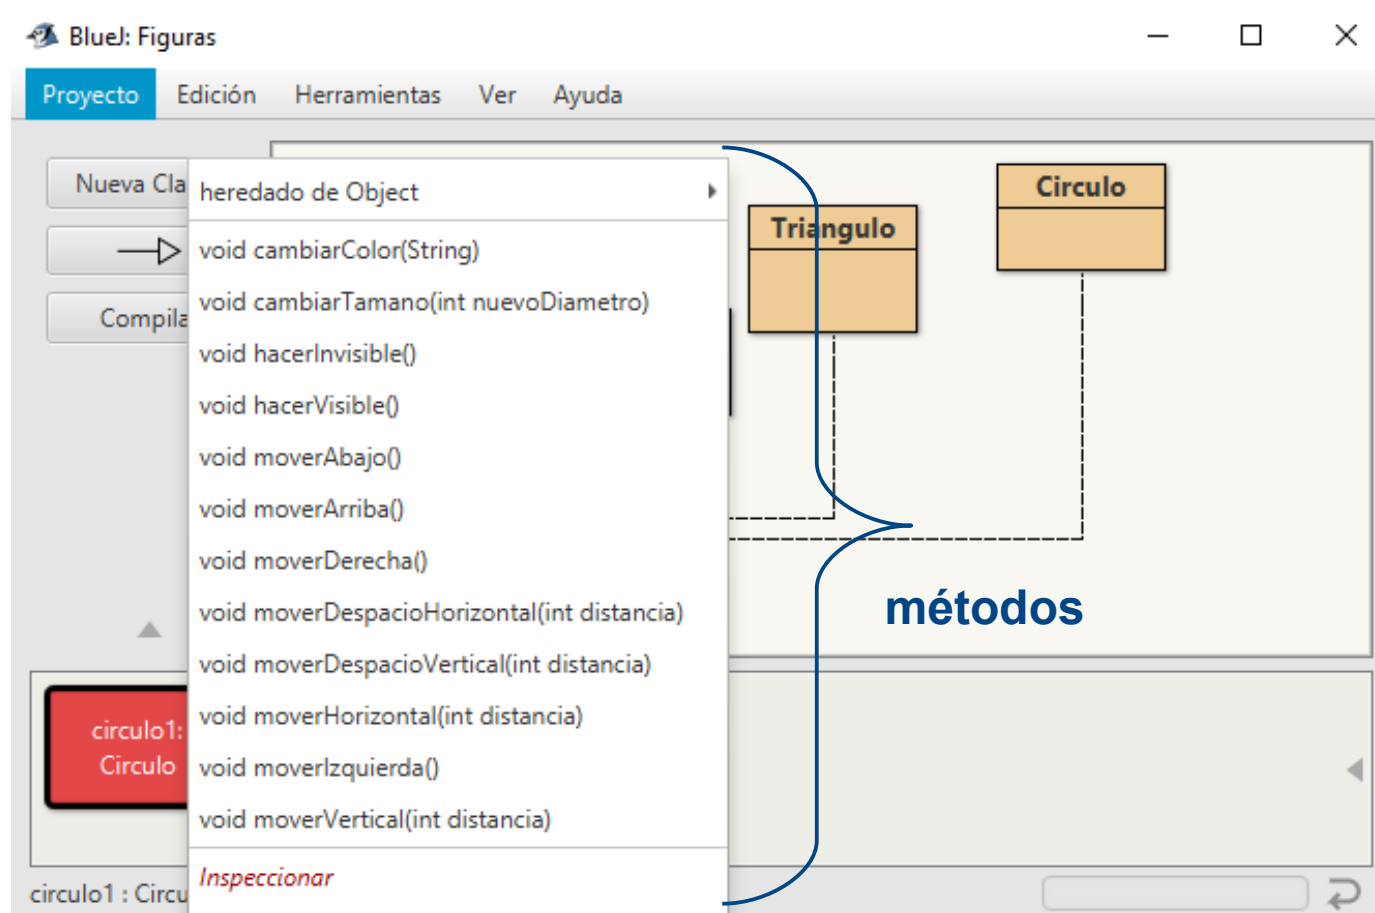 BlueJ: Figuras
Proyecto Edición Herramientas Ver Ayuda
Nueva Cla
Compila
heredado de Object
void cambiarColor(String)
void cambiarTamano(int nuevoDiametro)
void hacerInvisible()
void hacerVisible()
void moverAbajo()
void moverArriba()
void moverDerecha()
void moverDespacioHorizontal(int distancia)
void moverDespacioVertical(int distancia)
void moverHorizontal(int distancia)
void moverIzquierda()
void moverVertical(int distancia)
Inspeccionar
Triangulo
Circulo
métodos
circulo1:
Circulo
circulo1 : Circu